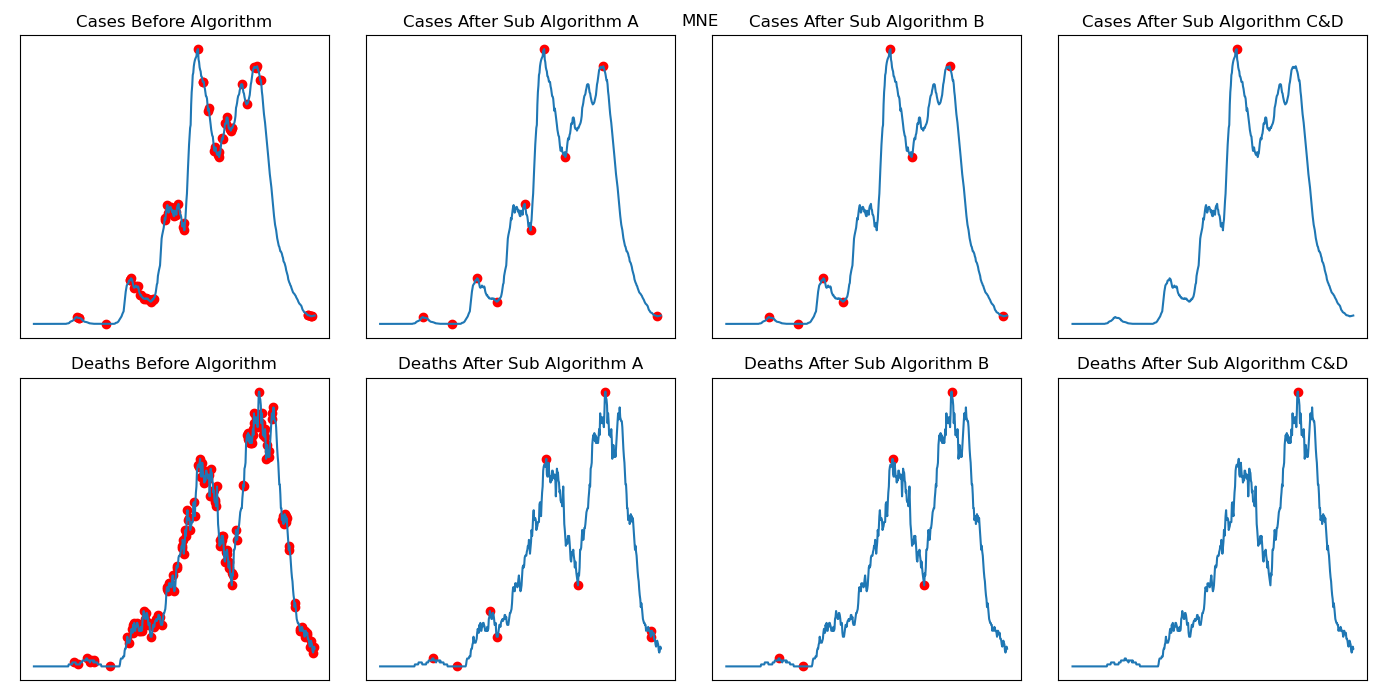 MNE
Cases Before Algorithm
Cases After Sub Algorithm A
Cases After Sub Algorithm B
Cases After Sub Algorithm C&D
Deaths Before Algorithm
Deaths After Sub Algorithm A
Deaths After Sub Algorithm B
Deaths After Sub Algorithm C&D